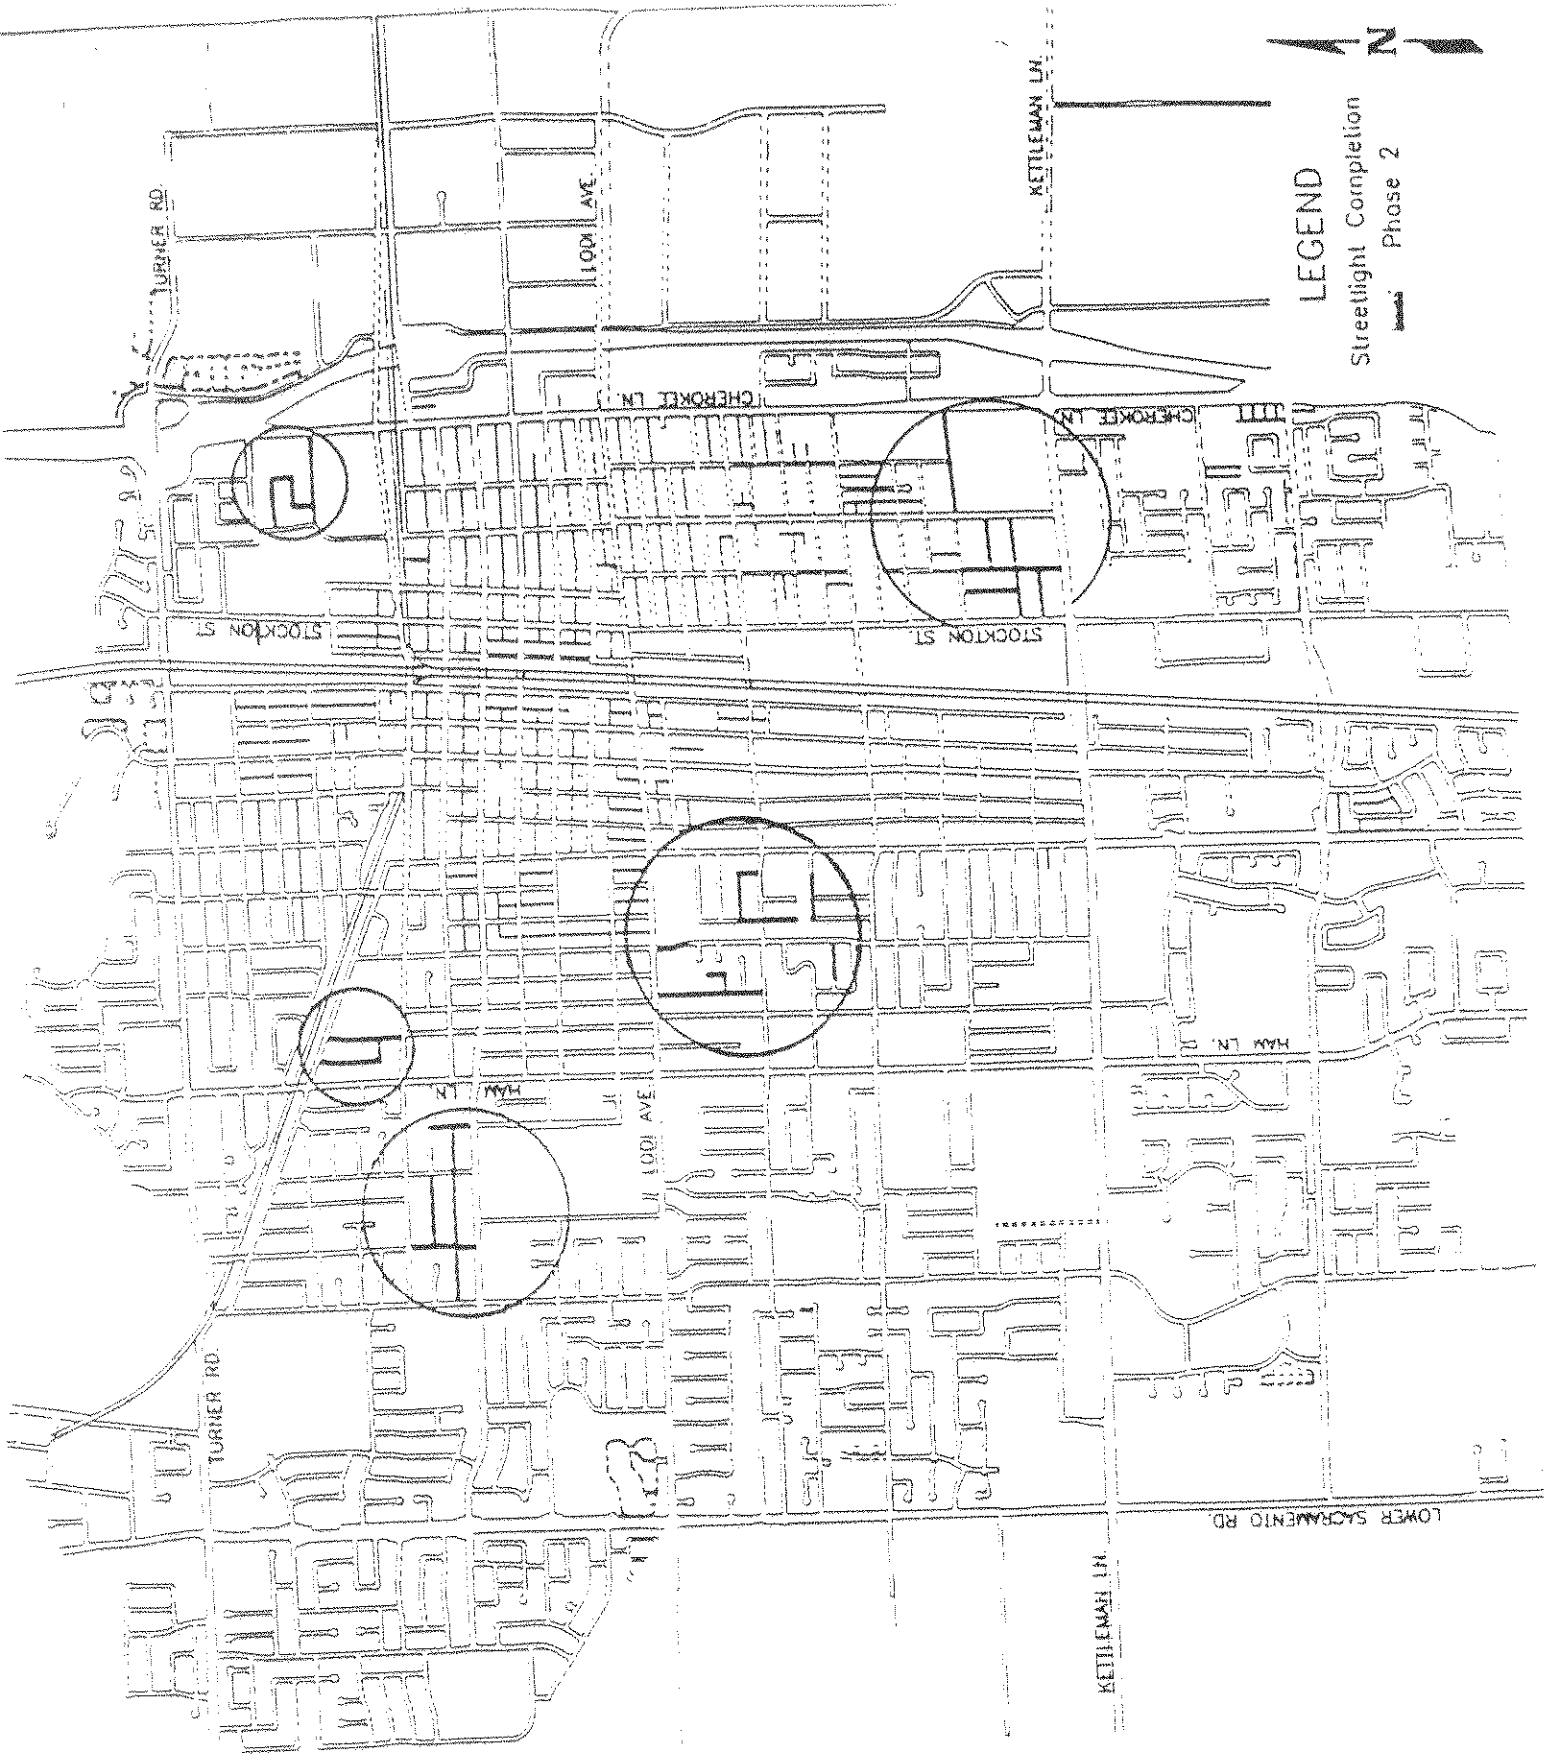 TURNER RD.
LODI AVE.
KETTLEMAN LN.
N
CHEROKEE LN.
CHEROKEE LN.
STOCKTON ST.
STOCKTON ST.
HAM LN.
HAM LN.
LODI AVE.
TURNER RD.
KETTLEMAN LN.
LOWER SACRAMENTO RD.
LEGEND
Streetlight Completion
Phase 2